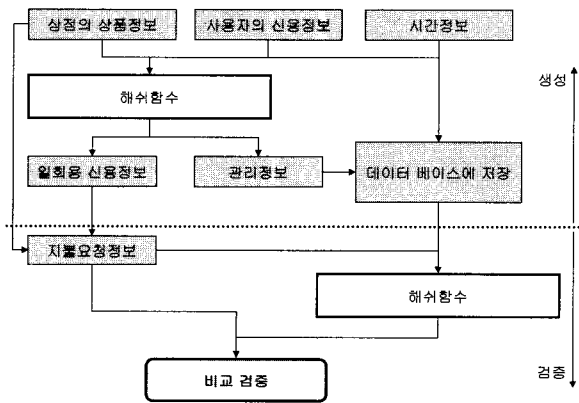 상점의 상품정보
사용자의 신용정보
시간정보
생성
해쉬함수
일회용 신용정보
관리정보
데이터 베이스에 저장
지불요청정보
해쉬함수
비교 검증
검증